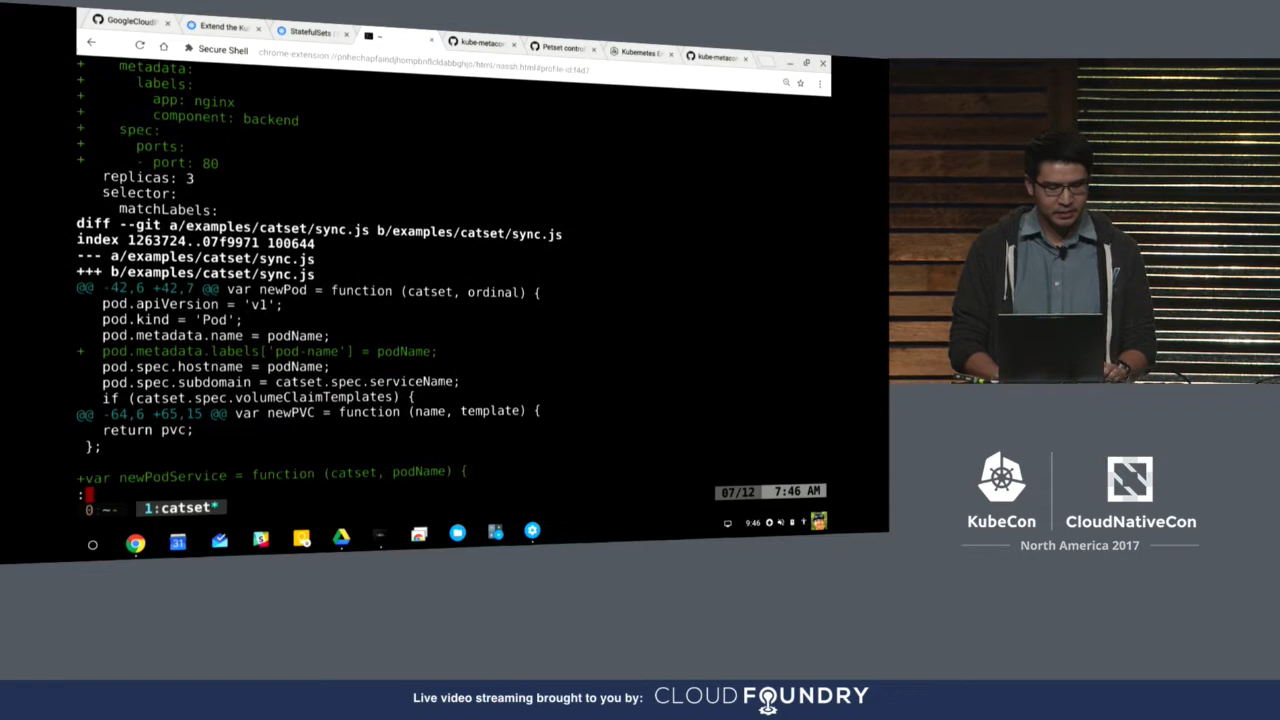 GoogleCloudP
Extend the Ku
StatefulSets
~
kube-metacon
Petset control
Kubernetes E
kube-metacon
Secure Shell
+ metadata:
+ labels:
+ app: nginx
+ component: backend
+ spec:
+ ports:
+ - port: 80
replicas: 3
selector:
matchLabels:
diff --git a/examples/catset/sync.js b/examples/catset/sync.js
index 1263724..07f9971 100644
--- a/examples/catset/sync.js
+++ b/examples/catset/sync.js
@@ -42,6 +42,7 @@ var newPod = function (catset, ordinal) {
pod.apiVersion = 'v1';
pod.kind = 'Pod';
pod.metadata.name = podName;
+ pod.metadata.labels['pod-name'] = podName;
pod.spec.hostname = podName;
pod.spec.subdomain = catset.spec.serviceName;
if (catset.spec.volumeClaimTemplates) {
@@ -64,6 +65,15 @@ var newPVC = function (name, template) {
return pvc;
};
+var newPodService = function (catset, podName) {
:
0 ~- 1:catset*
07/12 7:46 AM
31
9:46
KubeCon
CloudNativeCon
North America 2017
Live video streaming brought to you by: CLOUD FOUNDRY